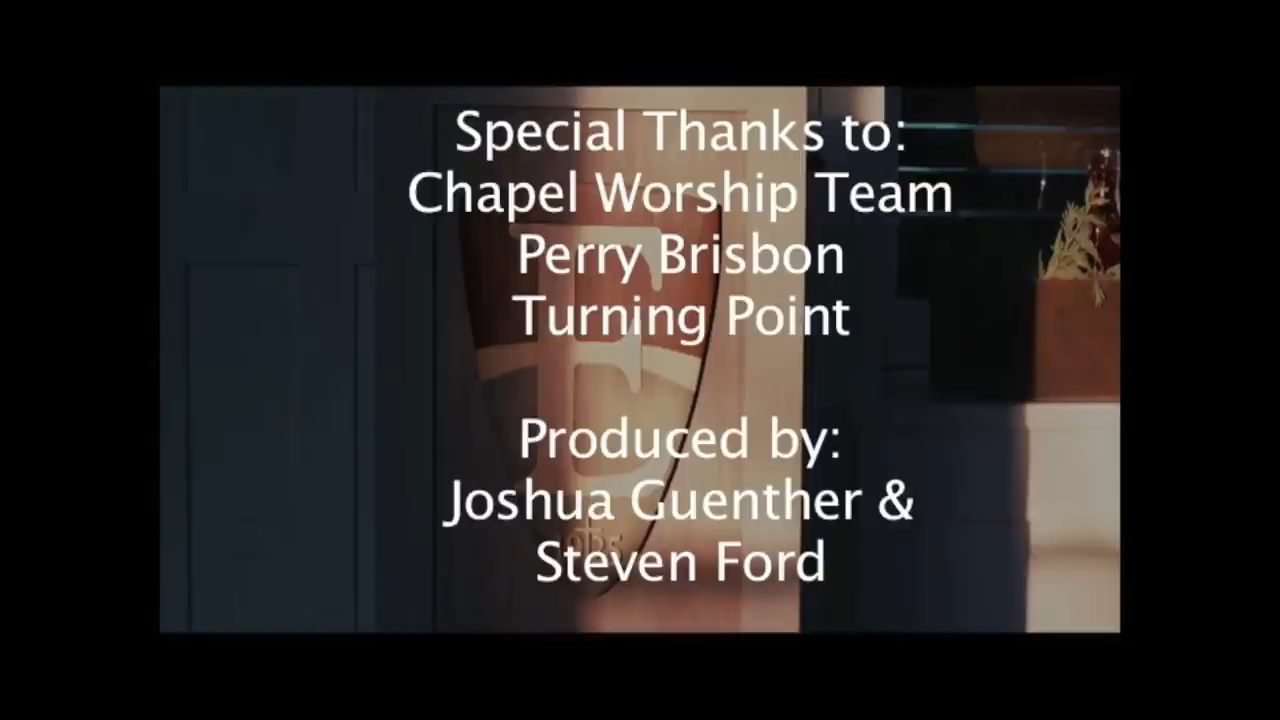 Special Thanks to:
Chapel Worship Team
Perry Brisbon
Turning Point
Produced by:
Joshua Guenther &
Steven Ford
E